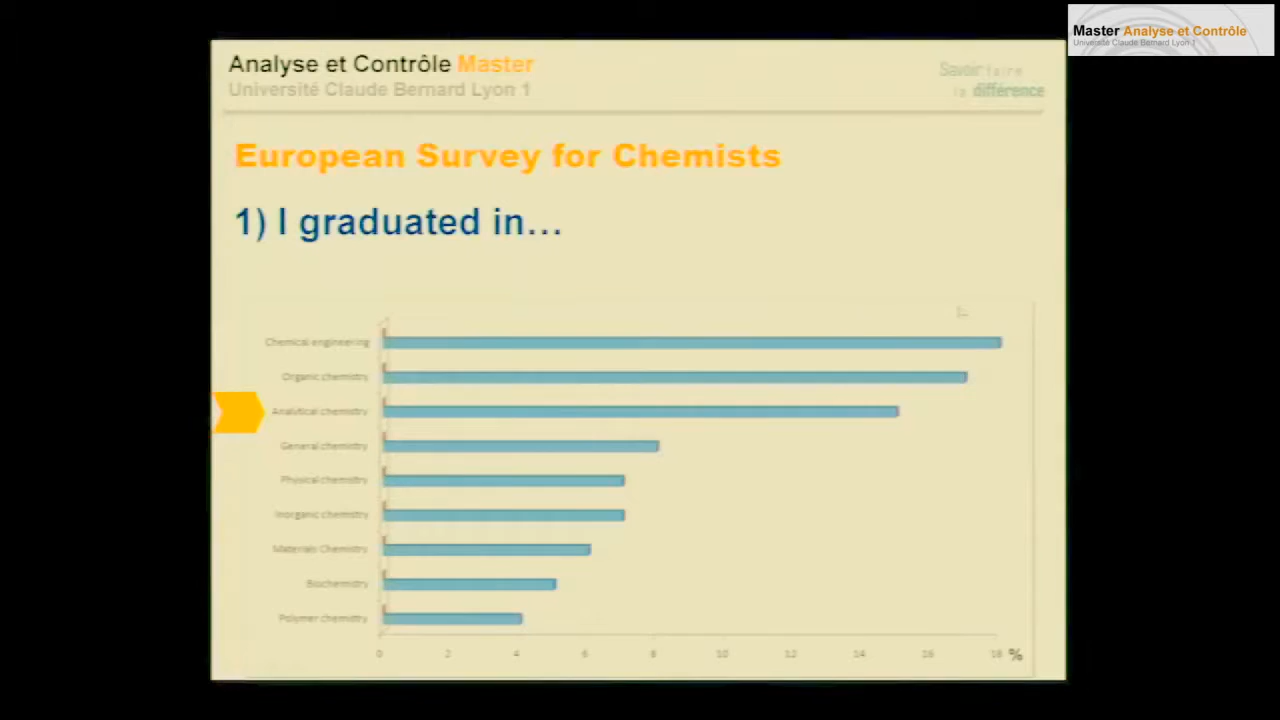 Master Analyse et Contrôle
Université Claude Bernard Lyon 1
Analyse et Contrôle Master
Université Claude Bernard Lyon 1
Savoir faire
la différence
European Survey for Chemists
1) I graduated in...
Chemical engineering
Organic chemistry
Analytical chemistry
General chemistry
Physical chemistry
Inorganic chemistry
Materials Chemistry
Biochemistry
Polymer chemistry
0 2 4 6 8 10 12 14 16 18 %